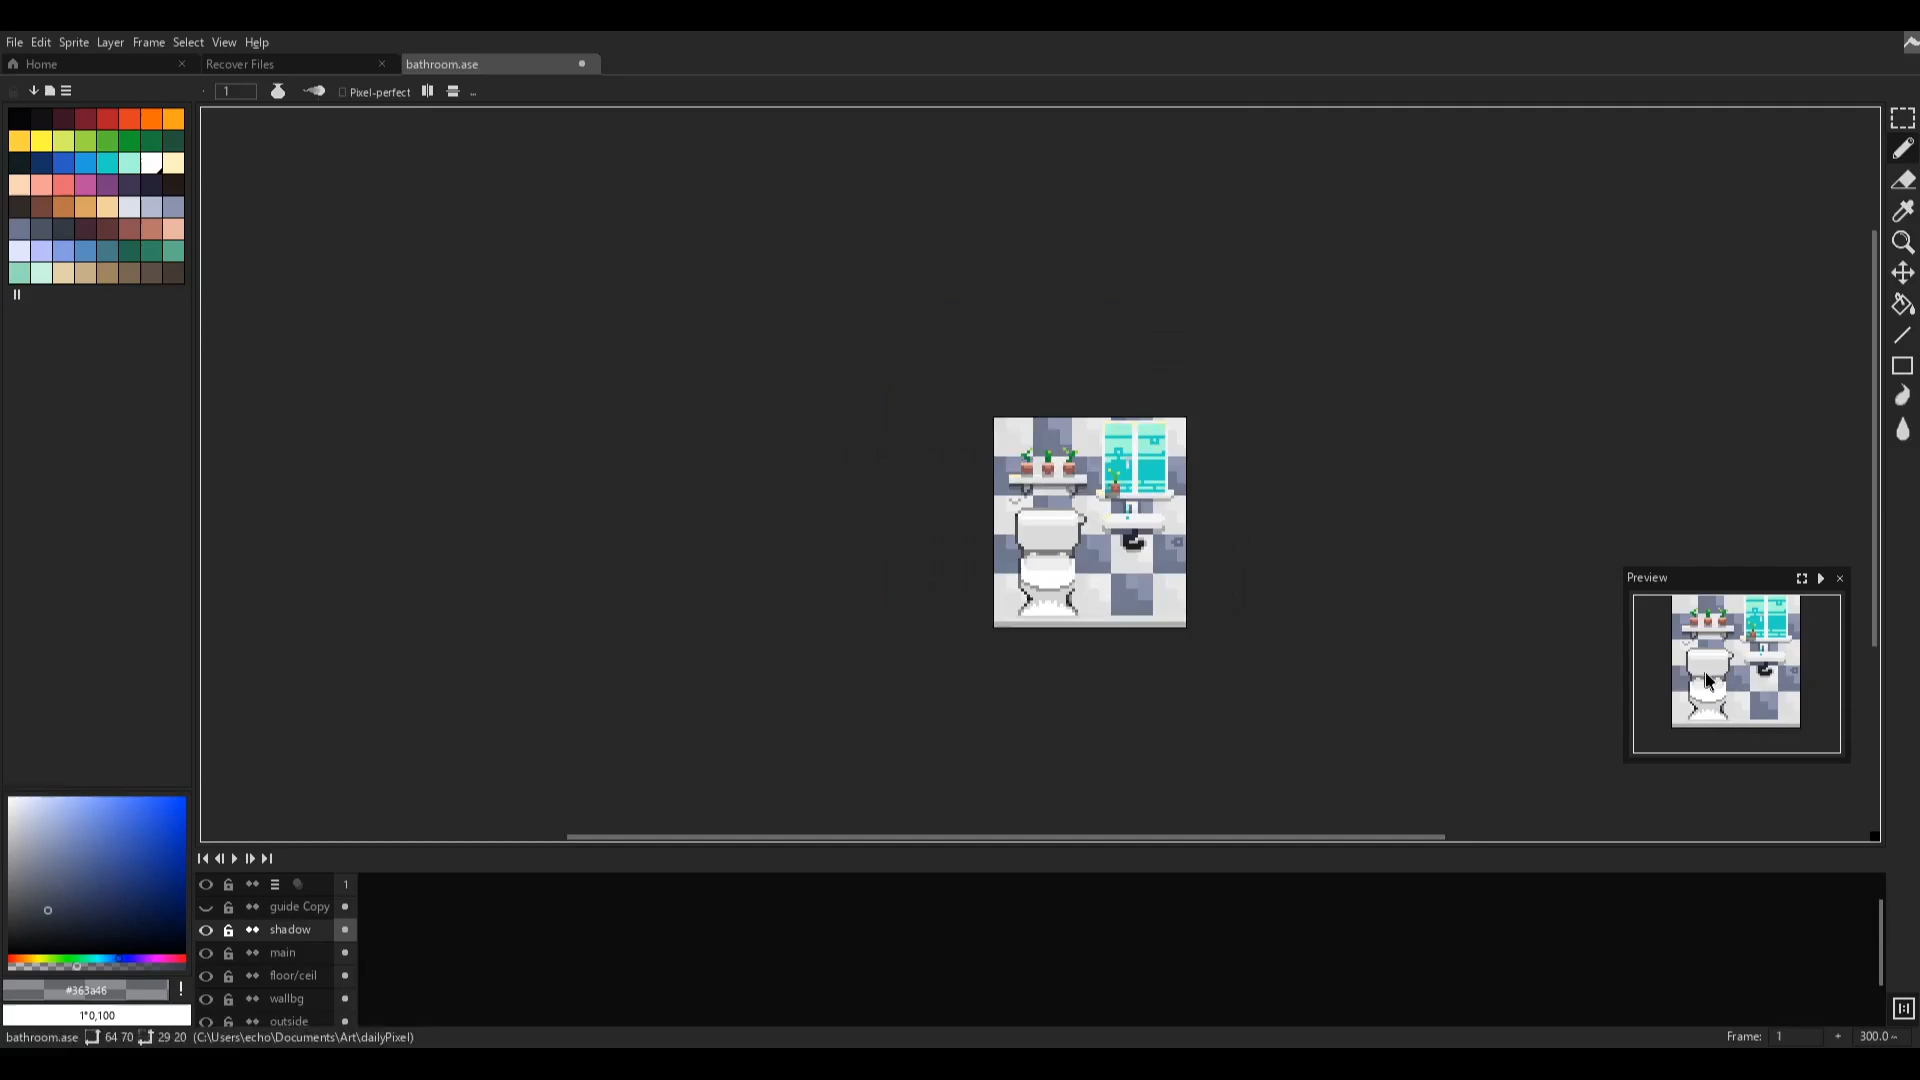 File Edit Sprite Layer Frame Select View Help
Home Recover Files bathroom.ase
1 Pixel-perfect ...
Preview
1
guide Copy
shadow
main
floor/ceil
wallbg
outside
#363a46
1°0,100
bathroom.ase 64 70 29 20 (C:\Users\echo\Documents\Art\dailyPixel) Frame: 1 + 300.0